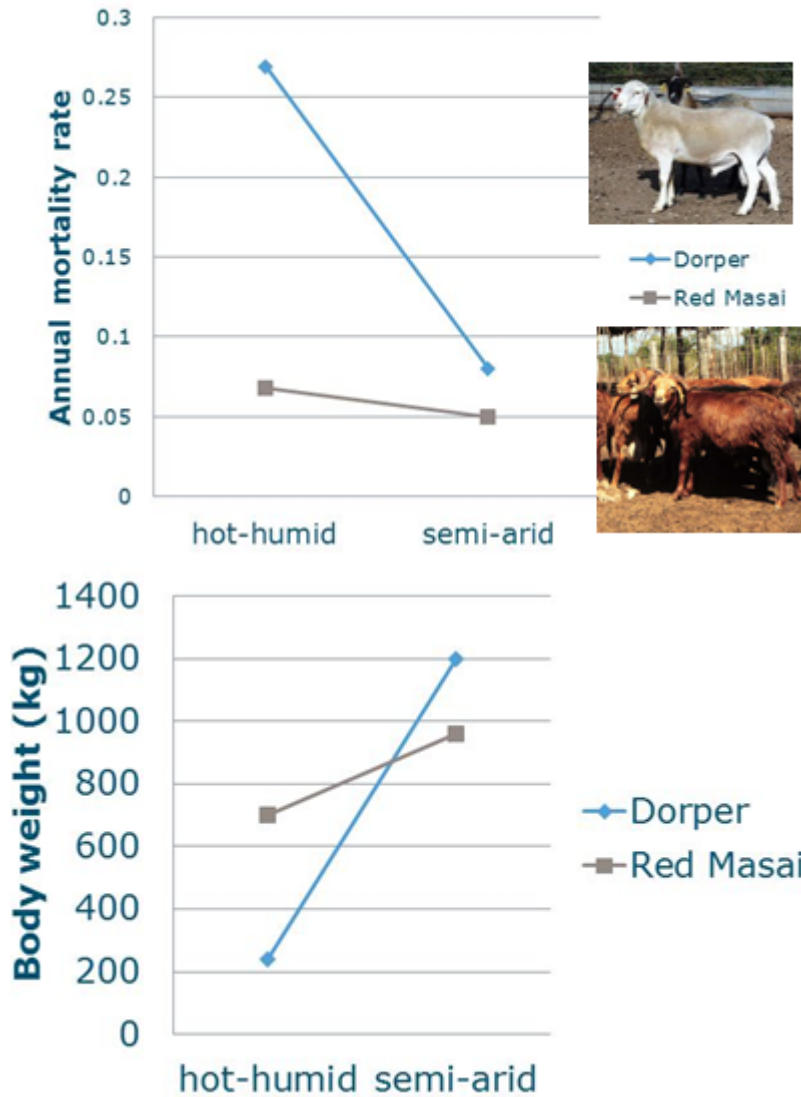 Annual mortality rate
0.3
0.25
0.2
0.15
0.1
0.05
0
hot-humid semi-arid
Dorper
Red Masai
Body weight (kg)
1400
1200
1000
800
600
400
200
0
hot-humid semi-arid
Dorper
Red Masai